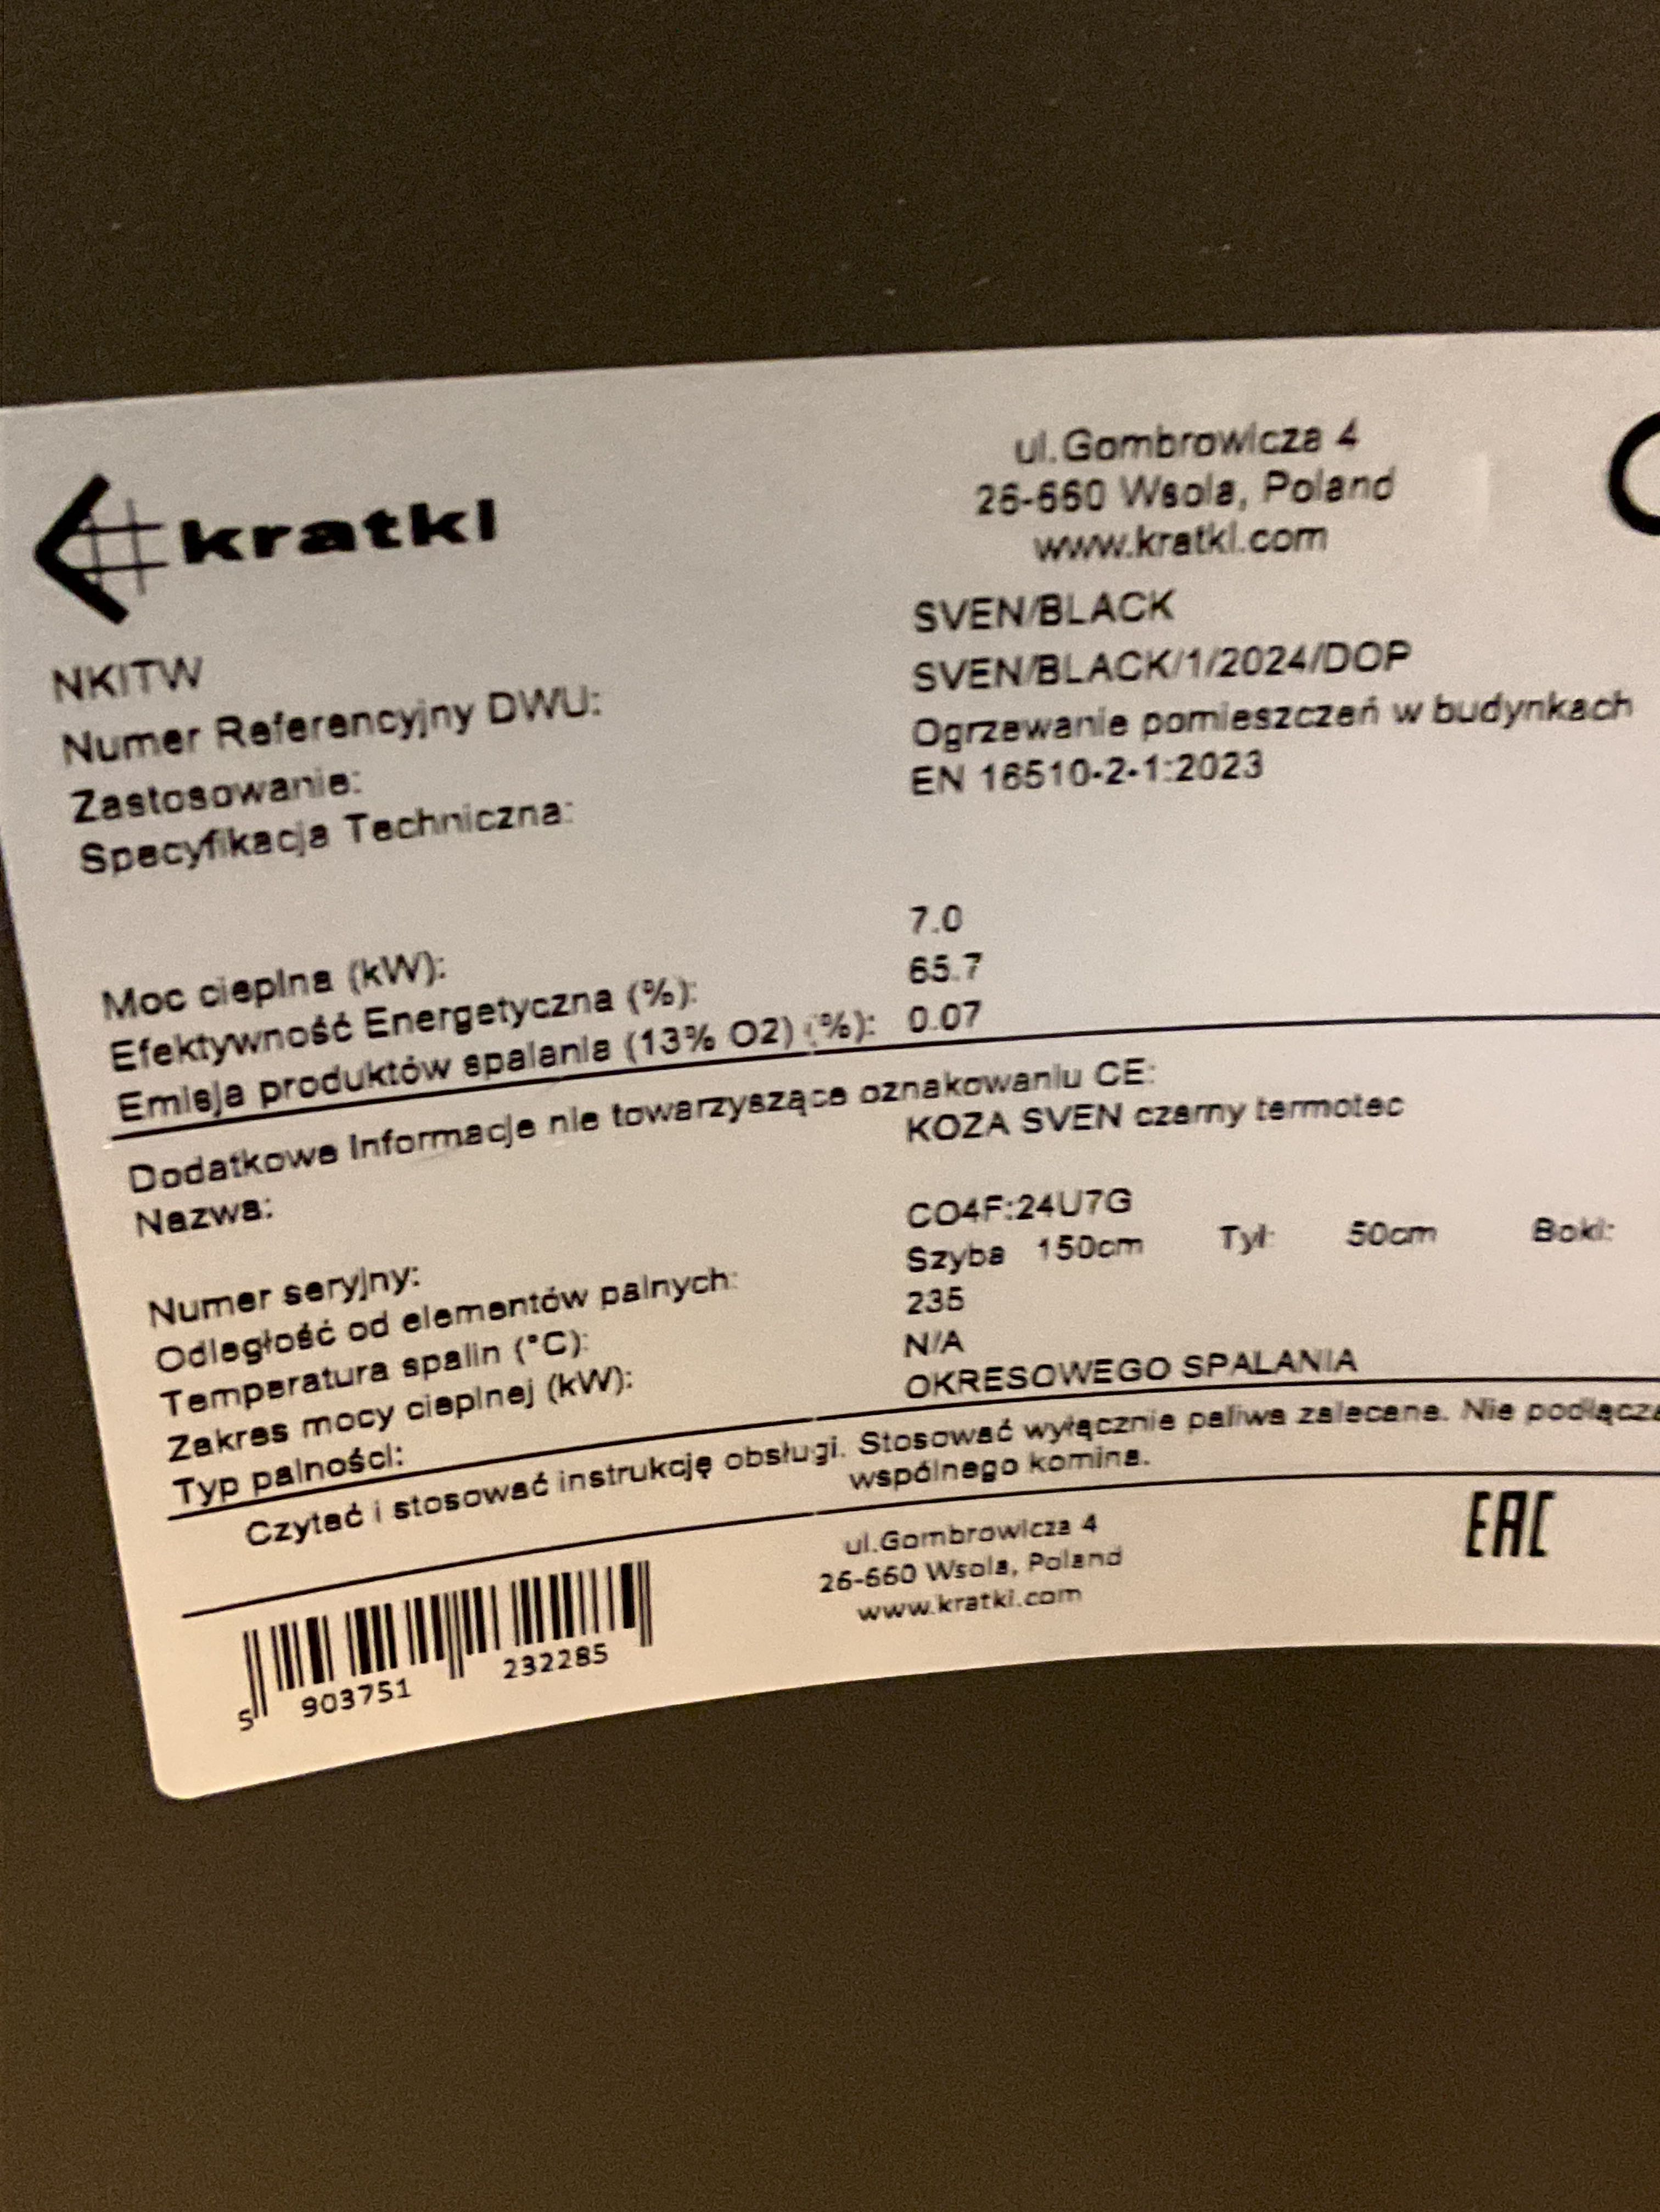 kratki
ul.Gombrowicza 4
26-660 Wsola, Poland
www.kratki.com
NKITW SVEN/BLACK
Numer Referencyjny DWU: SVEN/BLACK/1/2024/DOP
Zastosowanie: Ogrzewanie pomieszczeń w budynkach
Specyfikacja Techniczna: EN 16510-2-1:2023
Moc cieplna (kW): 7.0
Efektywność Energetyczna (%): 65.7
Emisja produktów spalania (13% O2) (%): 0.07
Dodatkowe Informacje nie towarzyszące oznakowaniu CE:
Nazwa: KOZA SVEN czarny termotec
Numer seryjny: CO4F:24U7G
Odległość od elementów palnych: Szyba 150cm Tył: 50cm Boki:
Temperatura spalin (°C): 235
Zakres mocy cieplnej (kW): N/A
Typ palności: OKRESOWEGO SPALANIA
Czytać i stosować instrukcję obsługi. Stosować wyłącznie paliwa zalecane. Nie podłącza
wspólnego komina.
ul.Gombrowicza 4
26-660 Wsola, Poland
www.kratki.com
EAC
5 903751 232285